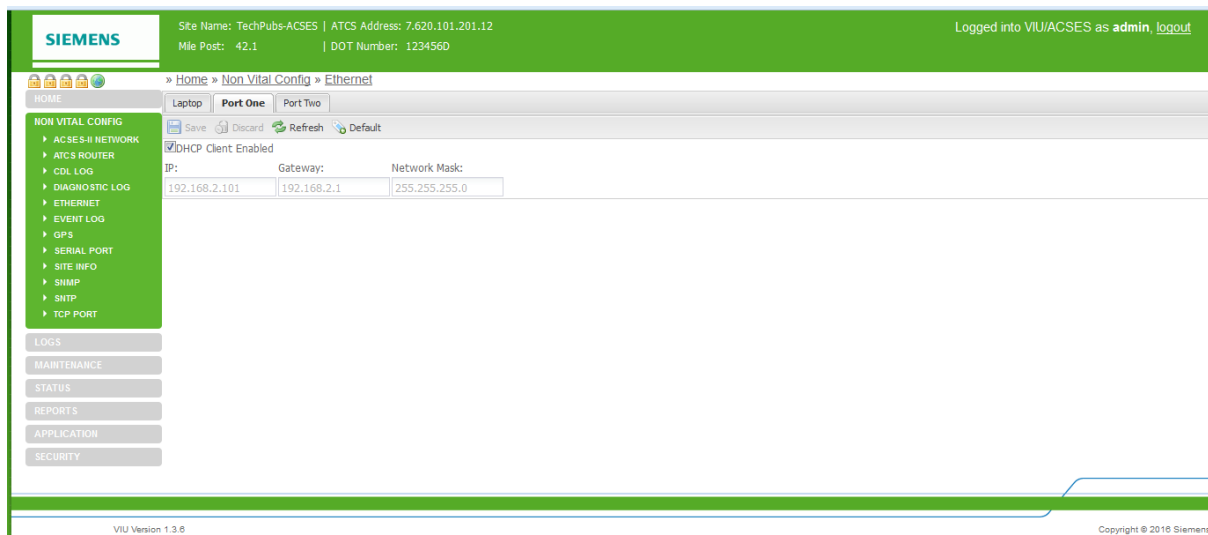 SIEMENS
Site Name: TechPubs-ACSES | ATCS Address: 7.620.101.201.12
Mile Post: 42.1 | DOT Number: 123456D
Logged into VIU/ACSES as admin, logout
» Home » Non Vital Config » Ethernet
HOME
NON VITAL CONFIG
ACSES-II NETWORK
ATCS ROUTER
CDL LOG
DIAGNOSTIC LOG
ETHERNET
EVENT LOG
GPS
SERIAL PORT
SITE INFO
SNMP
SNTP
TCP PORT
LOGS
MAINTENANCE
STATUS
REPORTS
APPLICATION
SECURITY
Laptop Port One Port Two
Save Discard Refresh Default
DHCP Client Enabled
IP: Gateway: Network Mask:
192.168.2.101 192.168.2.1 255.255.255.0
VIU Version 1.3.6
Copyright © 2016 Siemens